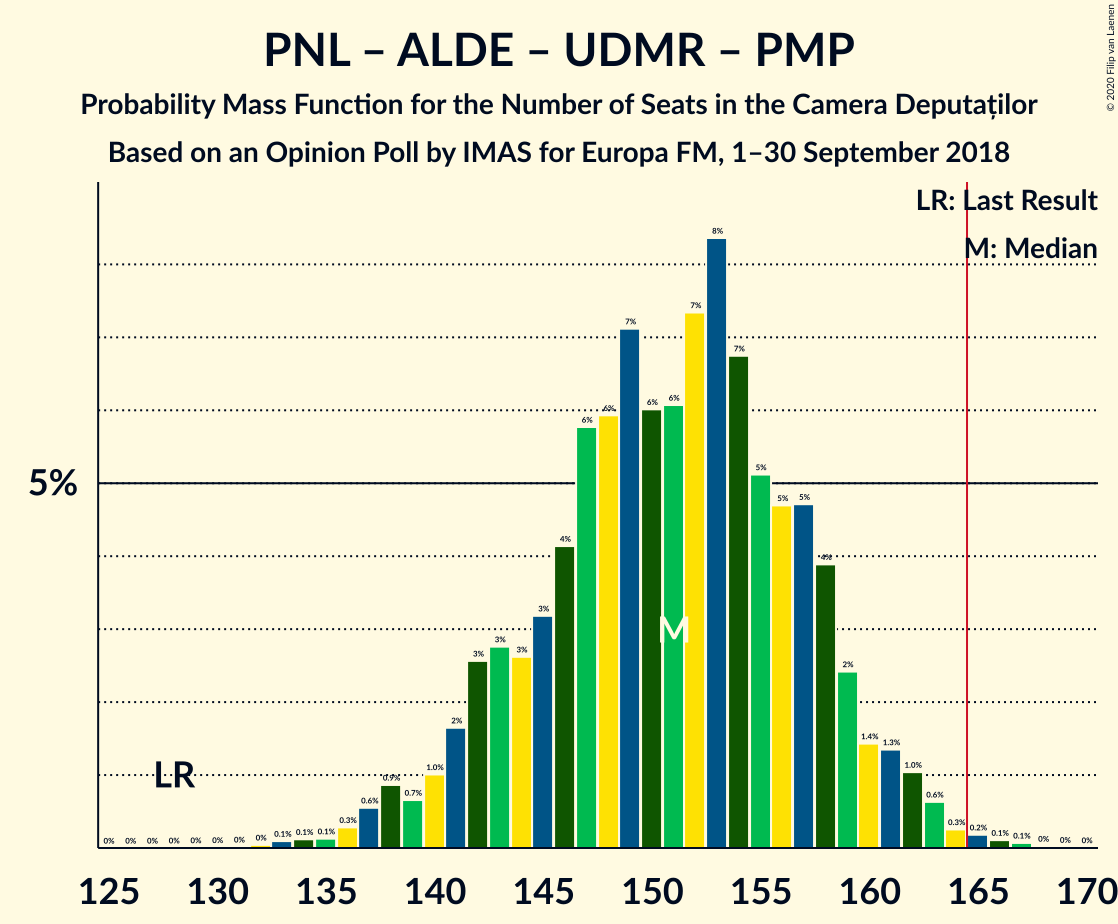 PNL – ALDE – UDMR – PMP
Probability Mass Function for the Number of Seats in the Camera Deputaților
Based on an Opinion Poll by IMAS for Europa FM, 1–30 September 2018
© 2020 Filip van Laenen
LR: Last Result
M: Median
5%
LR
M
0% 0% 0% 0% 0% 0% 0% 0% 0.1% 0.1% 0.1% 0.3% 0.6% 0.9% 0.7% 1.0% 2% 3% 3% 3% 3% 4% 6% 6% 7% 6% 6% 7% 8% 7% 5% 5% 5% 4% 2% 1.4% 1.3% 1.0% 0.6% 0.3% 0.2% 0.1% 0.1% 0% 0% 0%
125 130 135 140 145 150 155 160 165 170